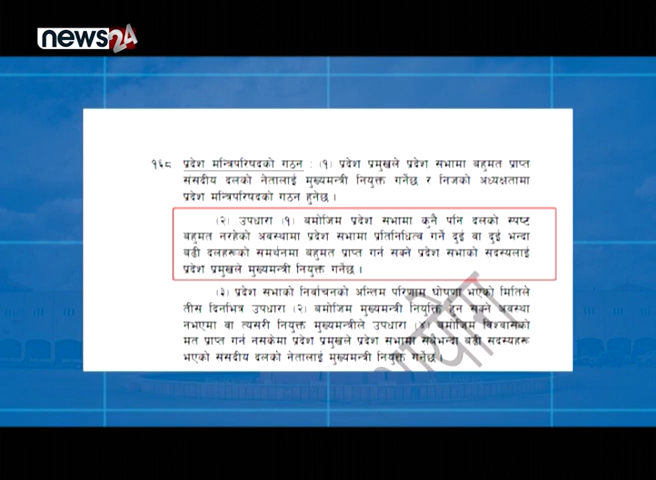 news24
१६८ प्रदेश मन्त्रिपरिषदको गठन : (१) प्रदेश प्रमुखले प्रदेश सभामा बहुमत प्राप्त
संसदीय दलको नेतालाई मुख्यमन्त्री नियुक्त गर्नेछ र निजको अध्यक्षतामा
प्रदेश मन्त्रिपरिषदको गठन हुनेछ ।
(२) उपधारा (१) बमोजिम प्रदेश सभामा कुनै पनि दलको स्पष्ट
बहुमत नरहेको अवस्थामा प्रदेश सभामा प्रतिनिधित्व गर्ने दुई वा दुई भन्दा
बढी दलहरूको समर्थनमा बहुमत प्राप्त गर्न सक्ने प्रदेश सभाको सदस्यलाई
प्रदेश प्रमुखले मुख्यमन्त्री नियुक्त गर्नेछ ।
(३) प्रदेश सभाको निर्वाचनको अन्तिम परिणाम घोषणा भएको मितिले
तीस दिनभित्र उपधारा (२) बमोजिम मुख्यमन्त्री नियुक्ति हुन सक्ने अवस्था
नभएमा वा त्यसरी नियुक्त मुख्यमन्त्रीले उपधारा (४) बमोजिम विश्वासको
मत प्राप्त गर्न नसकेमा प्रदेश प्रमुखले प्रदेश सभामा सबैभन्दा बढी सदस्यहरू
भएको संसदीय दलको नेतालाई मुख्यमन्त्री नियुक्त गर्नेछ ।